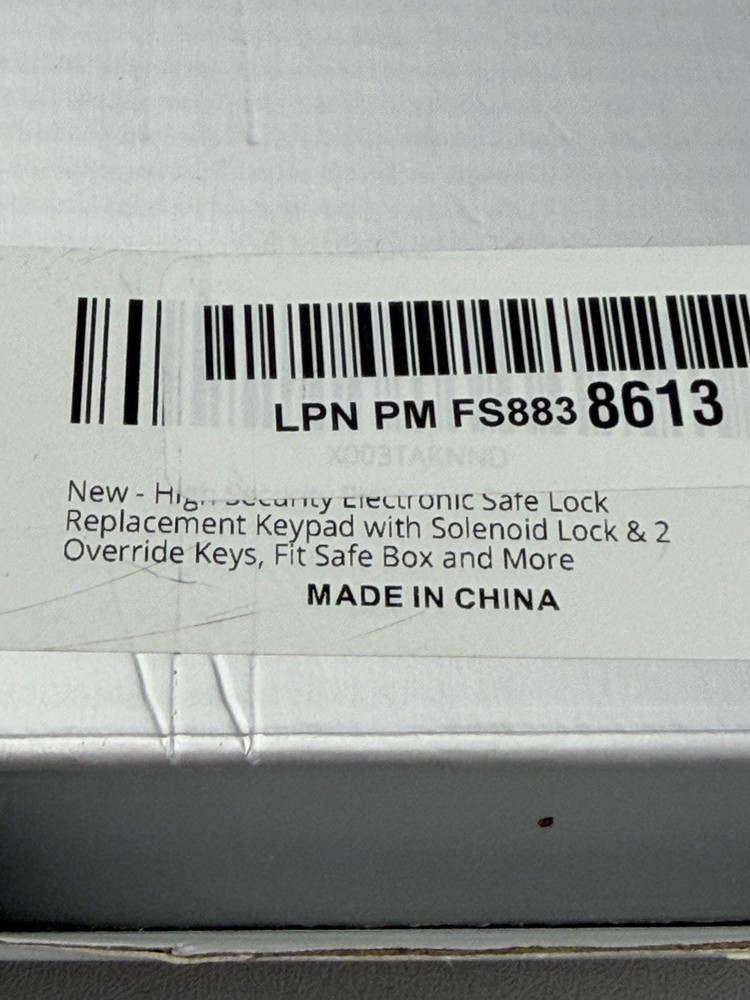 LPN PM FS883 8613
X003TAKNND
New - High Security Electronic Safe Lock
Replacement Keypad with Solenoid Lock & 2
Override Keys, Fit Safe Box and More
MADE IN CHINA